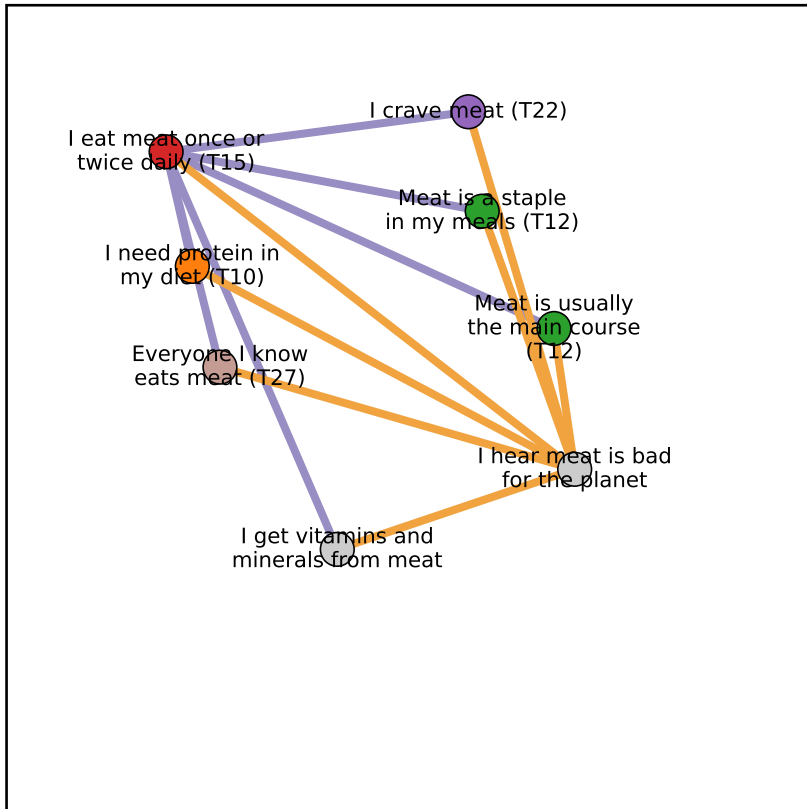 I crave meat (T22)
I eat meat once or
twice daily (T15)
Meat is a staple
in my meals (T12)
I need protein in
my diet (T10)
Meat is usually
the main course
(T12)
Everyone I know
eats meat (T27)
I hear meat is bad
for the planet
I get vitamins and
minerals from meat